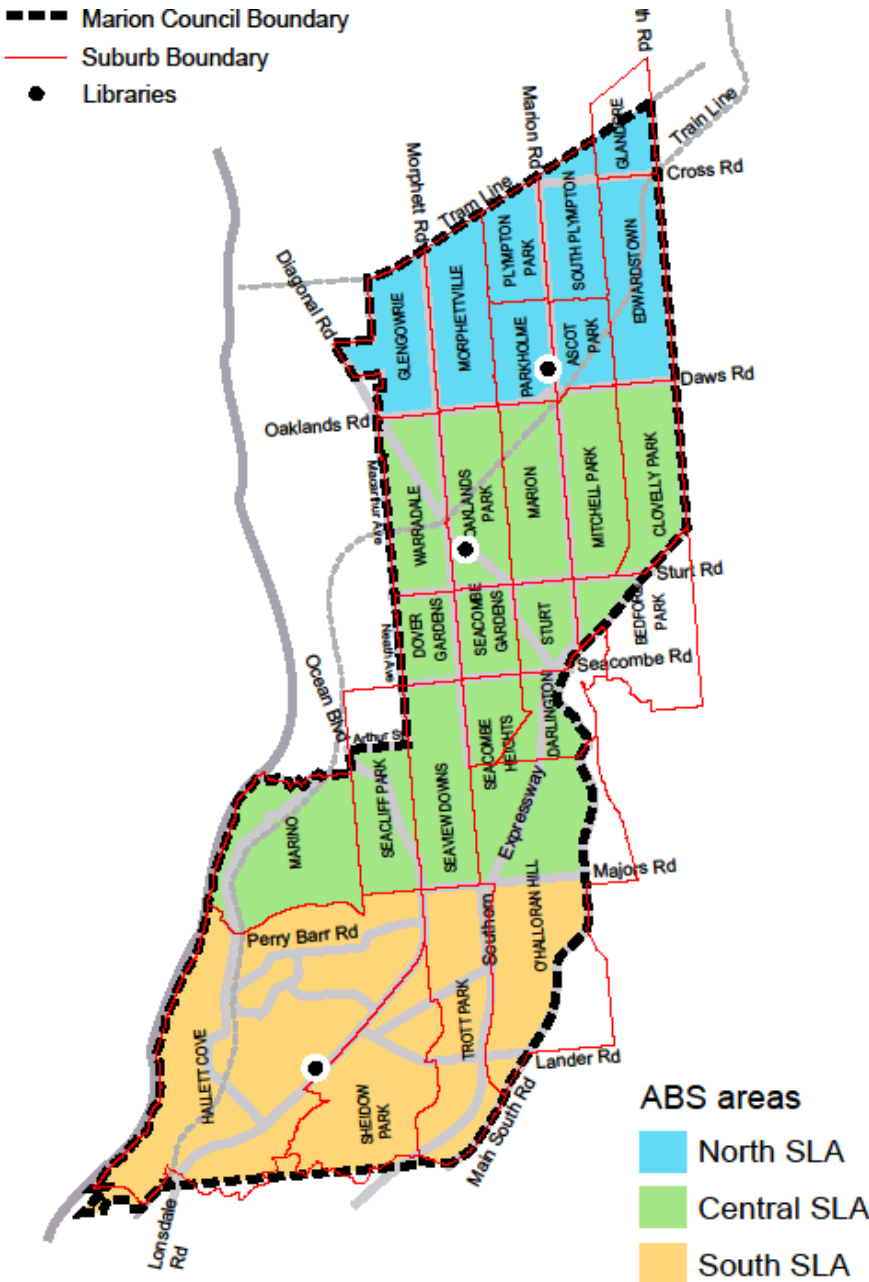 Marion Council Boundary
Suburb Boundary
Libraries
th Rd
Train Line
GLANDORE
Marion Rd
Cross Rd
Morphett Rd
Tram Line
PLYMPTON
PARK
SOUTH PLYMPTON
EDWARDSTOWN
Diagonal Rd
GLENGOWRIE
MORPHETTVILLE
PARKHOLME
ASCOT
PARK
Daws Rd
Oaklands Rd
Macarthur Ave
WARRADALE
OAKLANDS
PARK
MARION
MITCHELL PARK
CLOVELLY PARK
Sturt Rd
DOVER
GARDENS
SEACOMBE
GARDENS
STURT
BEDFORD
PARK
Neath Ave
Seacombe Rd
Ocean Blvd
Arthur St
SEACOMBE
HEIGHTS
DARLINGTON
MARINO
SEACLIFF PARK
SEAVIEW DOWNS
Expressway
Majors Rd
Perry Barr Rd
Southern
O'HALLORAN HILL
HALLETT COVE
TROTT PARK
Lander Rd
SHEIDOW
PARK
Main South Rd
Lonsdale
Rd
ABS areas
North SLA
Central SLA
South SLA